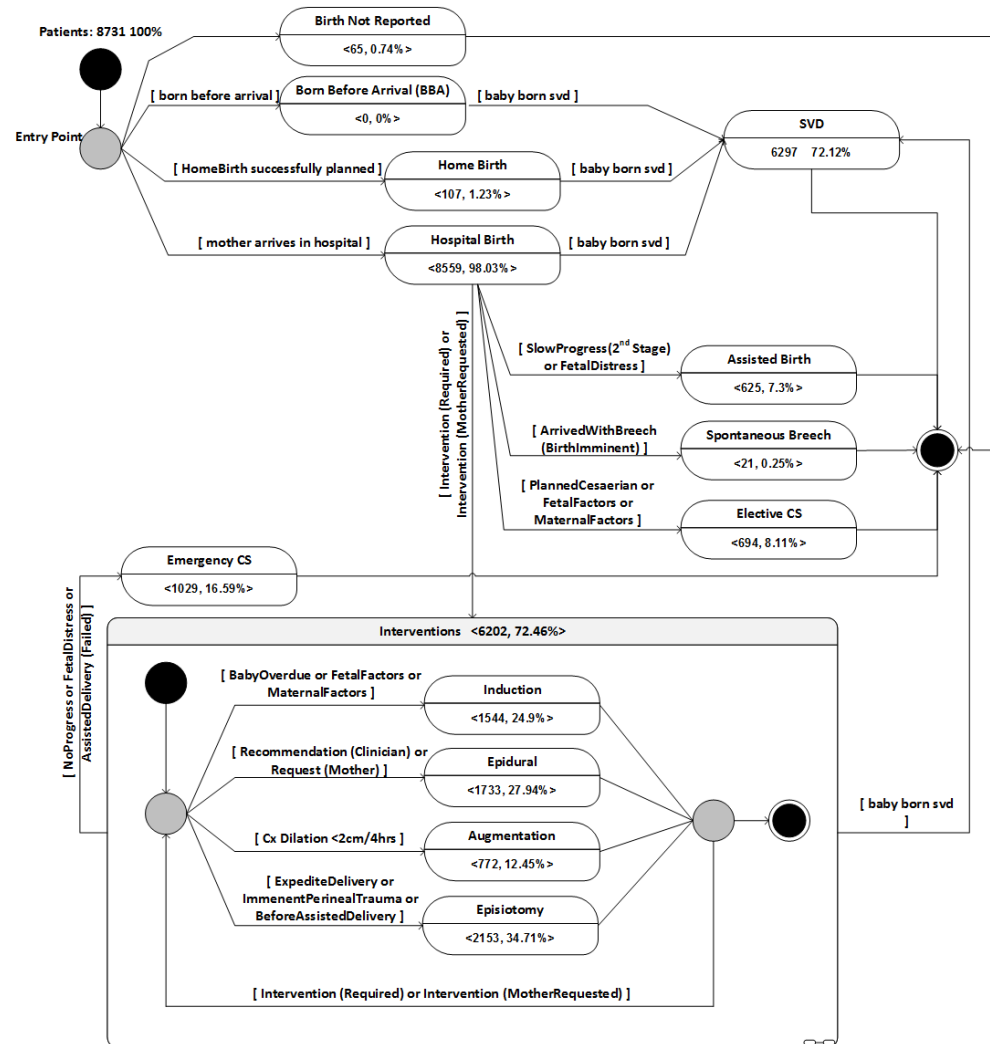 Patients: 8731 100%
Entry Point
Birth Not Reported
<65, 0.74%>
[ born before arrival]
Born Before Arrival (BBA)
<0, 0%>
[ baby born svd ]
SVD
6297 72.12%
[ HomeBirth successfully planned ]
Home Birth
<107, 1.23%>
[ baby born svd ]
[ mother arrives in hospital ]
Hospital Birth
<8559, 98.03%>
[ baby born svd ]
[ Intervention (Required) or
Intervention (MotherRequested) ]
[ SlowProgress(2nd Stage)
or FetalDistress ]
Assisted Birth
<625, 7.3%>
[ ArrivedWithBreech
(BirthImminent) ]
Spontaneous Breech
<21, 0.25%>
[ PlannedCesaerian or
FetalFactors or
MaternalFactors ]
Elective CS
<694, 8.11%>
Emergency CS
<1029, 16.59%>
[ NoProgress or FetalDistress or
AssistedDelivery (Failed) ]
Interventions <6202, 72.46%>
[ BabyOverdue or FetalFactors or
MaternalFactors ]
Induction
<1544, 24.9%>
[ Recommendation (Clinician) or
Request (Mother) ]
Epidural
<1733, 27.94%>
[ Cx Dilation <2cm/4hrs ]
Augmentation
<772, 12.45%>
[ ExpediteDelivery or
ImmenentPerinealTrauma or
BeforeAssistedDelivery ]
Episiotomy
<2153, 34.71%>
[ Intervention (Required) or Intervention (MotherRequested) ]
[ baby born svd
]